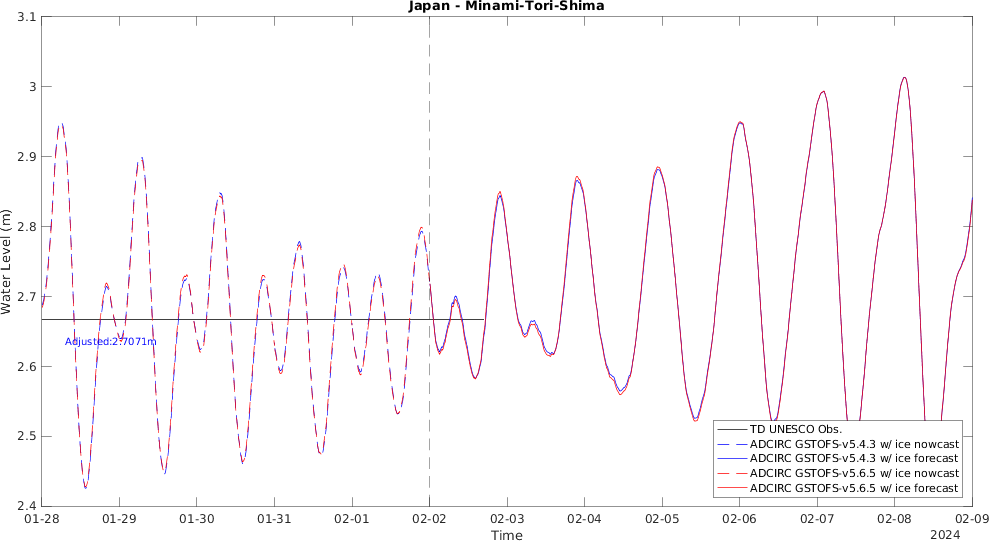 Japan - Minami-Tori-Shima
3.1
3
2.9
2.8
2.7
2.6
2.5
2.4
Water Level (m)
Adjusted:2.7071m
TD UNESCO Obs.
ADCIRC GSTOFS-v5.4.3 w/ ice nowcast
ADCIRC GSTOFS-v5.4.3 w/ ice forecast
ADCIRC GSTOFS-v5.6.5 w/ ice nowcast
ADCIRC GSTOFS-v5.6.5 w/ ice forecast
01-28 01-29 01-30 01-31 02-01 02-02 02-03 02-04 02-05 02-06 02-07 02-08 02-09
Time
2024